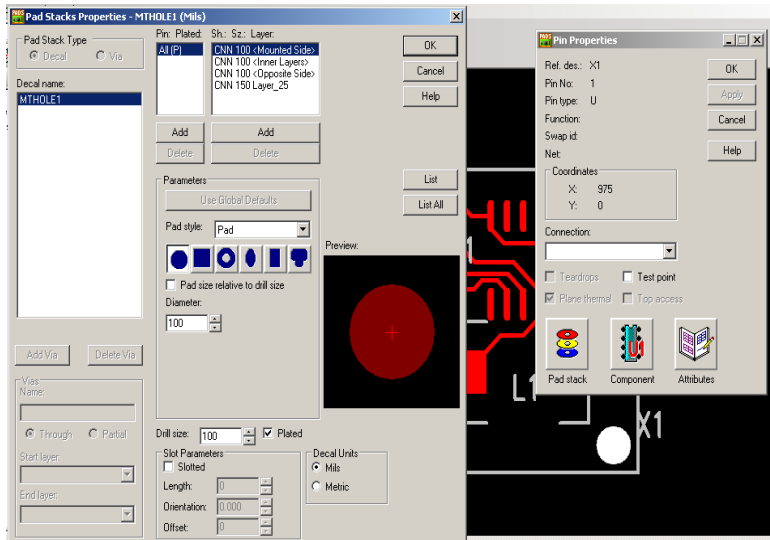 Pad Stacks Properties - MTHOLE1 (Mils)
Pad Stack Type
Decal
Via
Decal name:
MTHOLE1
Add Via
Delete Via
Vias
Name:
Through
Partial
Start layer:
End layer:
Pin: Plated:
All (P)
Add
Delete
Sh.: Sz.: Layer:
CNN 100 <Mounted Side>
CNN 100 <Inner Layers>
CNN 100 <Opposite Side>
CNN 150 Layer_25
Add
Delete
OK
Cancel
Help
List
List All
Parameters
Use Global Defaults
Pad style:
Pad
Pad size relative to drill size
Diameter:
100
Preview:
Drill size:
100
Plated
Slot Parameters
Slotted
Length:
0
Orientation:
0.000
Offset:
0
Decal Units
Mils
Metric
PADS
Pin Properties
Ref. des.: X1
Pin No: 1
Pin type: U
Function:
Swap id:
Net:
OK
Apply
Cancel
Help
Coordinates
X: 975
Y: 0
Connection:
Teardrops
Test point
Plane thermal
Top access
U1
Pad stack
Component
Attributes
L1
X1